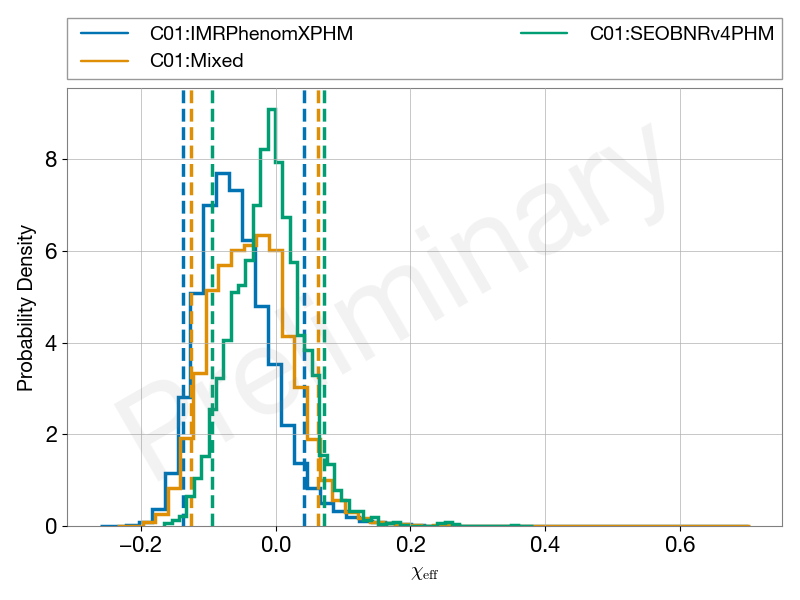 C01:IMRPhenomXPHM
C01:Mixed
C01:SEOBNRv4PHM
Preliminary
Probability Density
8
6
4
2
0
−0.2 0.0 0.2 0.4 0.6
χeff